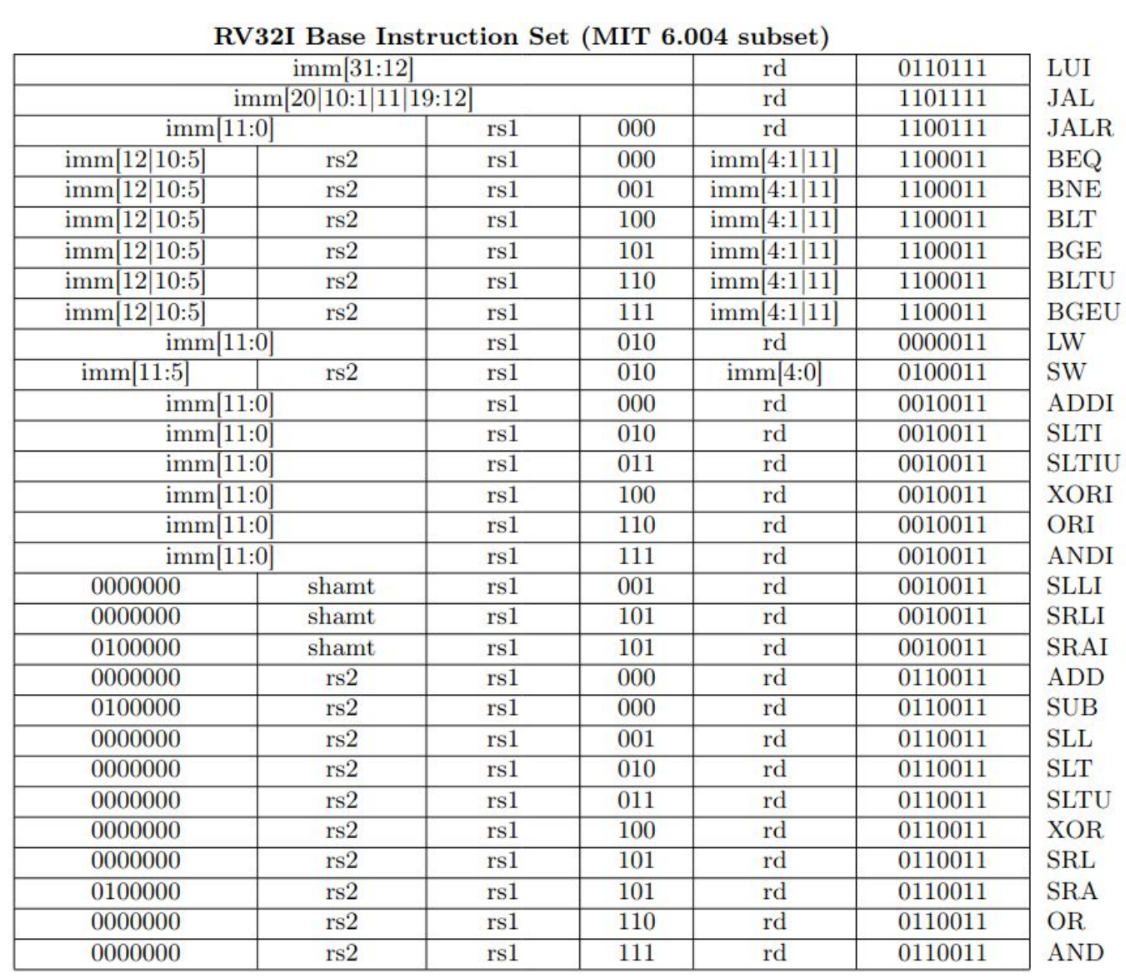 RV32I Base Instruction Set (MIT 6.004 subset)
imm[31:12] rd 0110111 LUI
imm[20|10:1|11|19:12] rd 1101111 JAL
imm[11:0] rs1 000 rd 1100111 JALR
imm[12|10:5] rs2 rs1 000 imm[4:1|11] 1100011 BEQ
imm[12|10:5] rs2 rs1 001 imm[4:1|11] 1100011 BNE
imm[12|10:5] rs2 rs1 100 imm[4:1|11] 1100011 BLT
imm[12|10:5] rs2 rs1 101 imm[4:1|11] 1100011 BGE
imm[12|10:5] rs2 rs1 110 imm[4:1|11] 1100011 BLTU
imm[12|10:5] rs2 rs1 111 imm[4:1|11] 1100011 BGEU
imm[11:0] rs1 010 rd 0000011 LW
imm[11:5] rs2 rs1 010 imm[4:0] 0100011 SW
imm[11:0] rs1 000 rd 0010011 ADDI
imm[11:0] rs1 010 rd 0010011 SLTI
imm[11:0] rs1 011 rd 0010011 SLTIU
imm[11:0] rs1 100 rd 0010011 XORI
imm[11:0] rs1 110 rd 0010011 ORI
imm[11:0] rs1 111 rd 0010011 ANDI
0000000 shamt rs1 001 rd 0010011 SLLI
0000000 shamt rs1 101 rd 0010011 SRLI
0100000 shamt rs1 101 rd 0010011 SRAI
0000000 rs2 rs1 000 rd 0110011 ADD
0100000 rs2 rs1 000 rd 0110011 SUB
0000000 rs2 rs1 001 rd 0110011 SLL
0000000 rs2 rs1 010 rd 0110011 SLT
0000000 rs2 rs1 011 rd 0110011 SLTU
0000000 rs2 rs1 100 rd 0110011 XOR
0000000 rs2 rs1 101 rd 0110011 SRL
0100000 rs2 rs1 101 rd 0110011 SRA
0000000 rs2 rs1 110 rd 0110011 OR
0000000 rs2 rs1 111 rd 0110011 AND